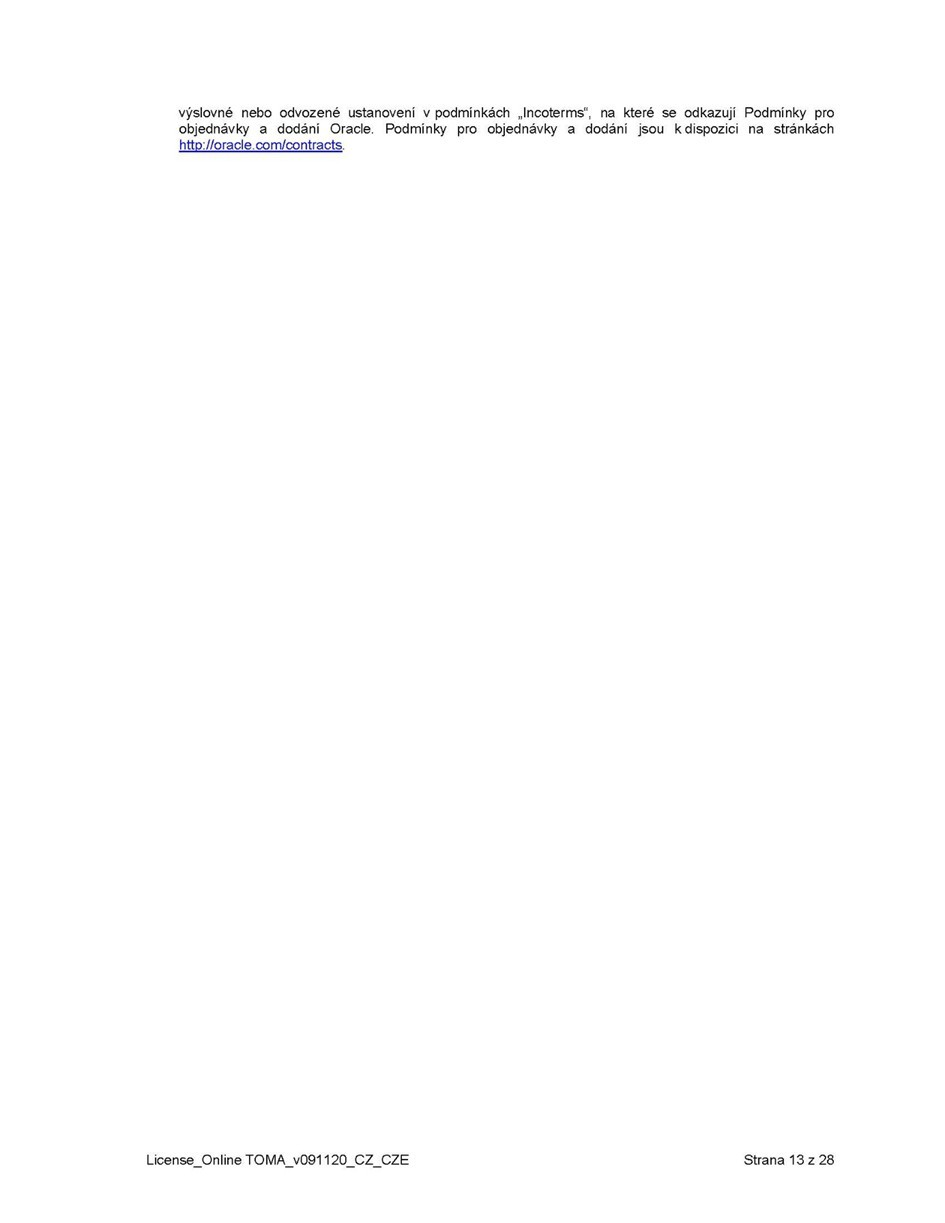 výslovné nebo odvozené ustanovení v podmínkách „Incoterms“, na které se odkazují Podmínky pro
objednávky a dodání Oracle. Podmínky pro objednávky a dodání jsou k dispozici na stránkách
http://oracle.com/contracts.
License_Online TOMA_v091120_CZ_CZE
Strana 13 z 28